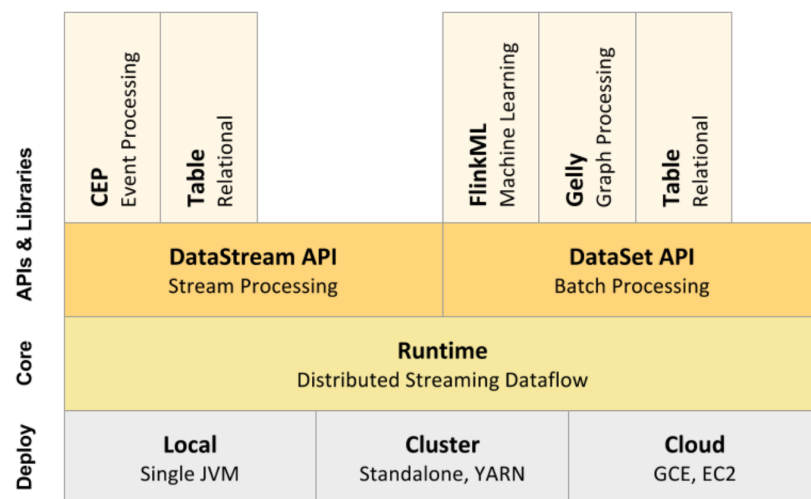 APIs & Libraries
CEP
Event Processing
Table
Relational
FlinkML
Machine Learning
Gelly
Graph Processing
Table
Relational
DataStream API
Stream Processing
DataSet API
Batch Processing
Core
Runtime
Distributed Streaming Dataflow
Deploy
Local
Single JVM
Cluster
Standalone, YARN
Cloud
GCE, EC2